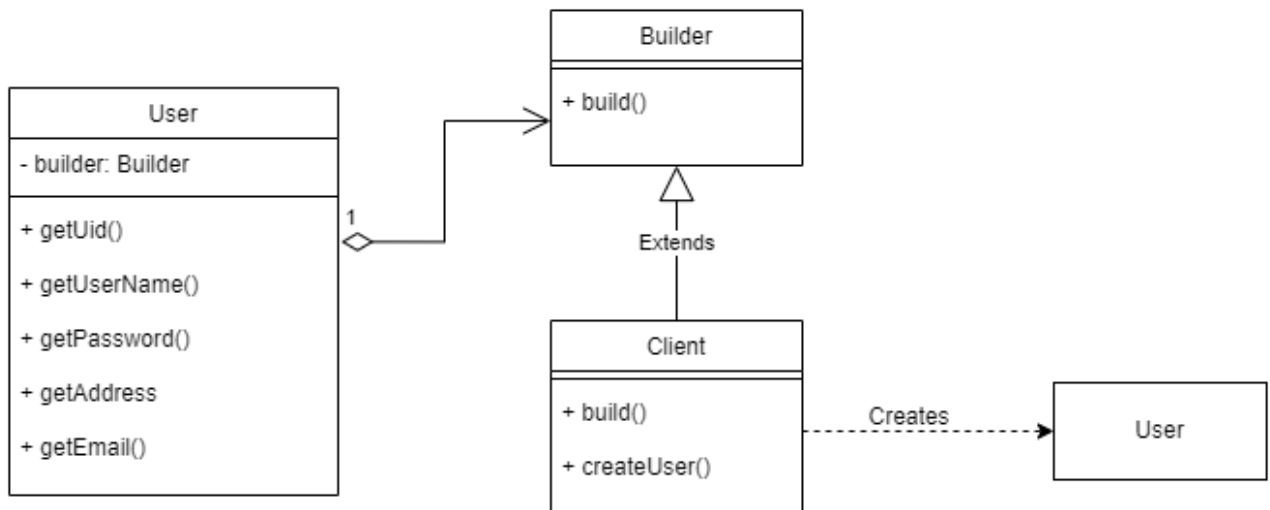 User
- builder: Builder
+ getUid()
+ getUserName()
+ getPassword()
+ getAddress
+ getEmail()
1
Builder
+ build()
Extends
Client
+ build()
+ createUser()
Creates
User